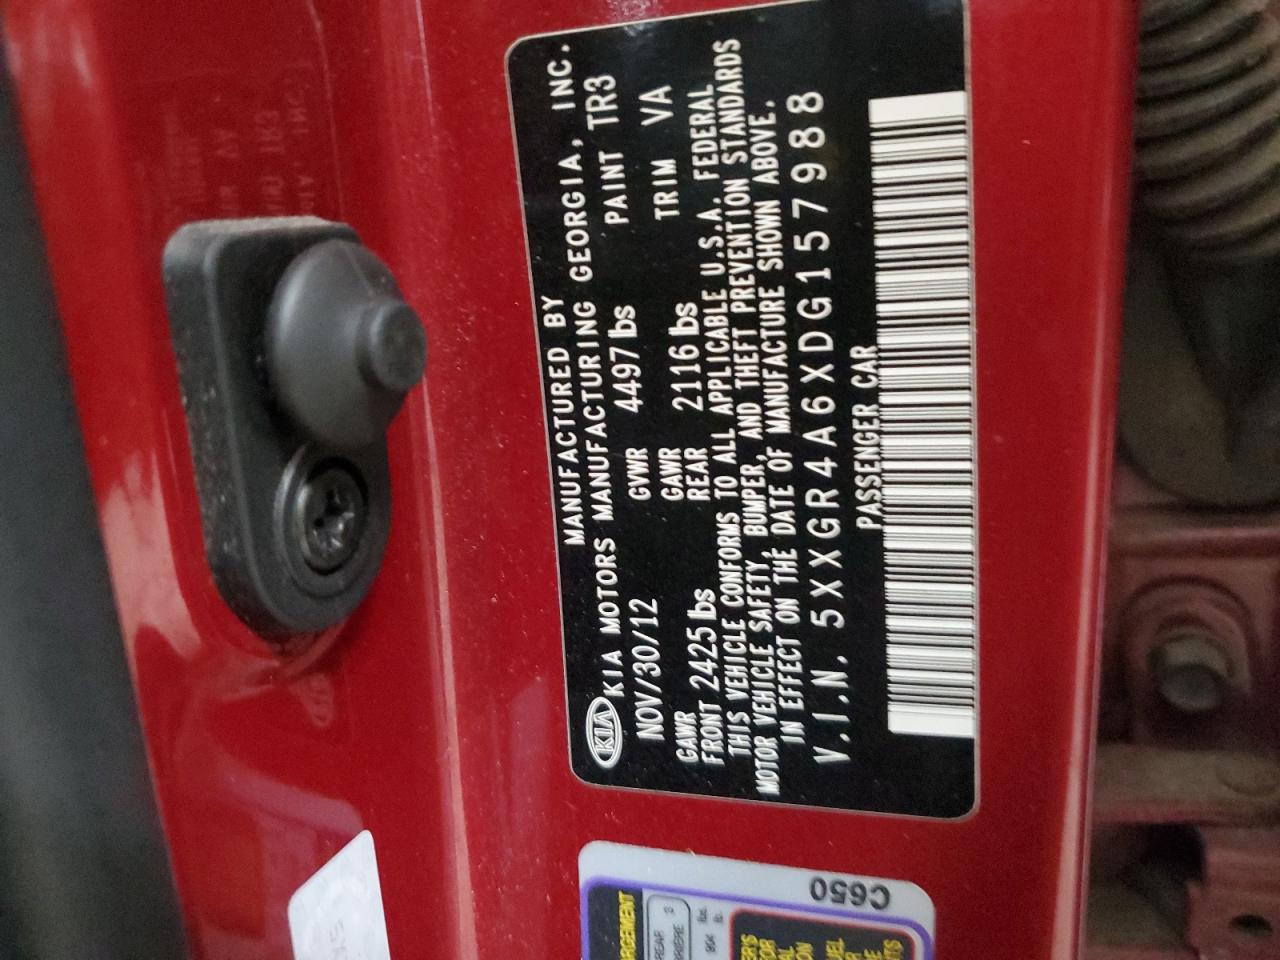 MANUFACTURED BY
KIA KIA MOTORS MANUFACTURING GEORGIA, INC.
NOV/30/12 GVWR 4497 lbs PAINT TR3
GAWR FRONT 2425 lbs GAWR REAR 2116 lbs TRIM VA
THIS VEHICLE CONFORMS TO ALL APPLICABLE U.S.A. FEDERAL
MOTOR VEHICLE SAFETY, BUMPER, AND THEFT PREVENTION STANDARDS
IN EFFECT ON THE DATE OF MANUFACTURE SHOWN ABOVE.
V.I.N. 5XXGR4A6XDG157988
PASSENGER CAR
C650